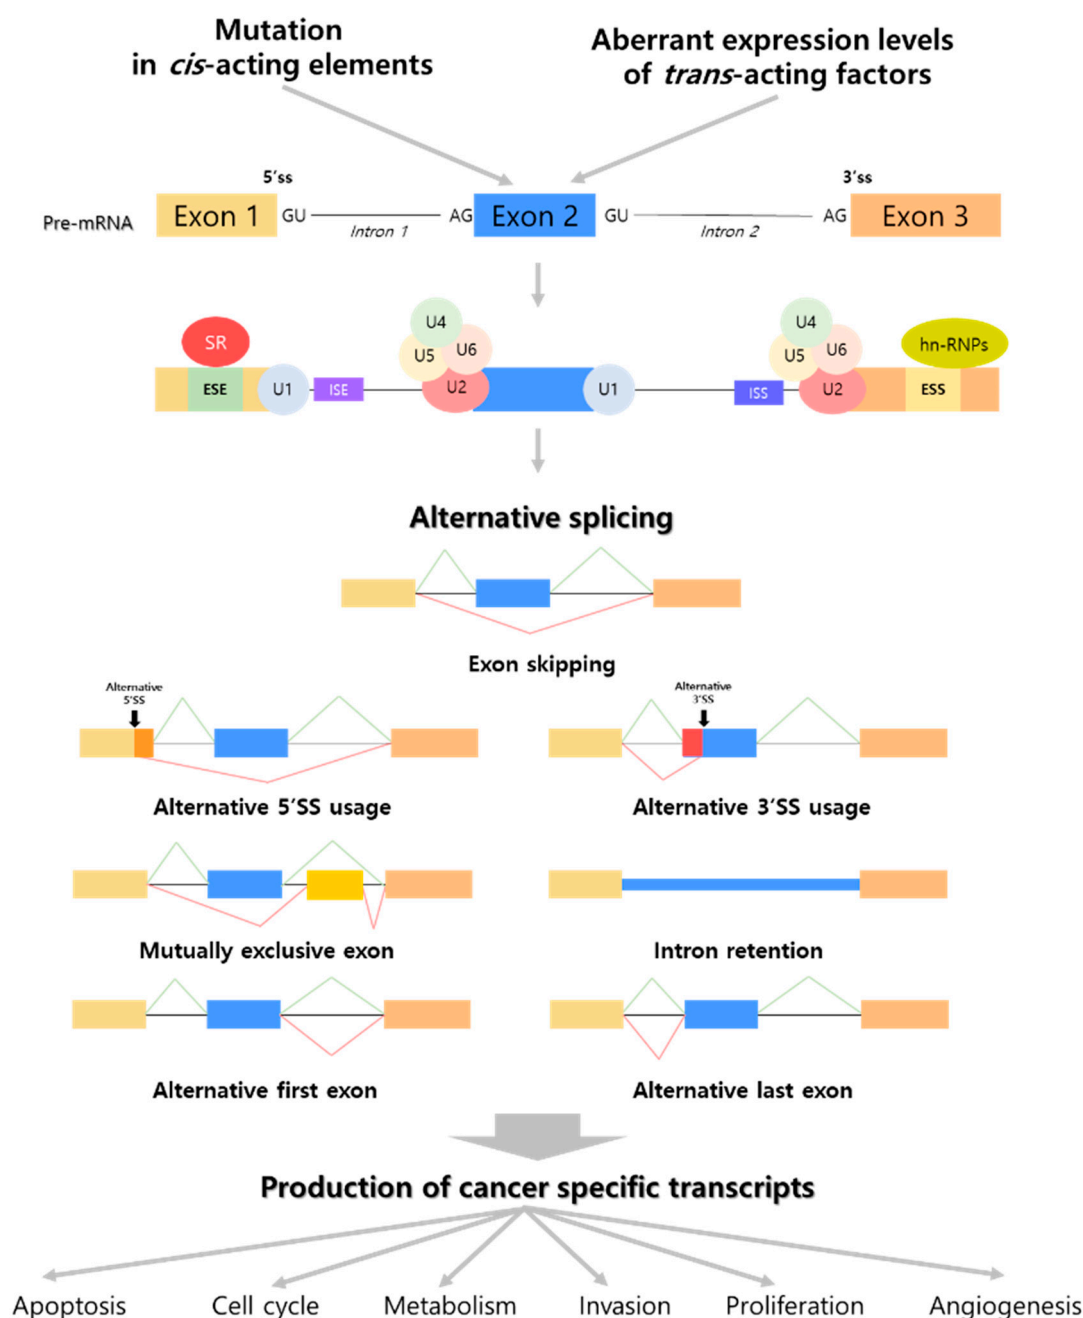 Mutation
in cis-acting elements
Aberrant expression levels
of trans-acting factors
5'ss
3'ss
Pre-mRNA
Exon 1
GU
Intron 1
AG
Exon 2
GU
Intron 2
AG
Exon 3
SR
ESE
U1
ISE
U4
U5
U6
U2
U1
ISS
U4
U5
U6
U2
hn-RNPs
ESS
Alternative splicing
Exon skipping
Alternative
5'SS
Alternative 5'SS usage
Alternative
3'SS
Alternative 3'SS usage
Mutually exclusive exon
Intron retention
Alternative first exon
Alternative last exon
Production of cancer specific transcripts
Apoptosis
Cell cycle
Metabolism
Invasion
Proliferation
Angiogenesis